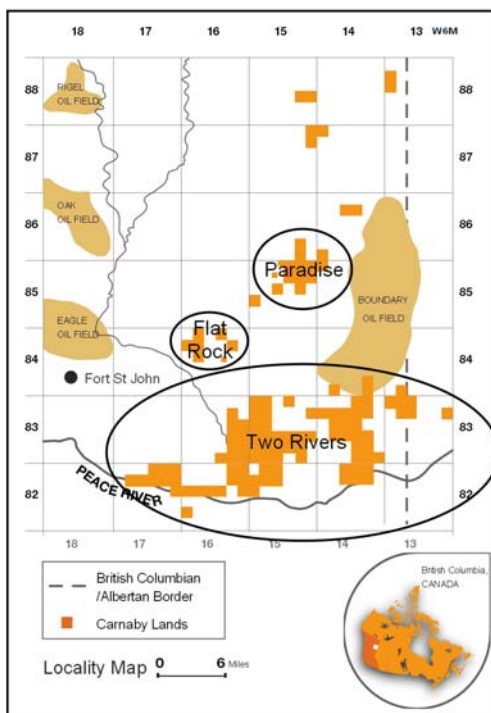 18 17 16 15 14 13 W6M
RIGEL
OIL FIELD
88 88
87 87
OAK
OIL FIELD
86 86
Paradise
85 85
BOUNDARY
OIL FIELD
EAGLE
OIL FIELD
Flat
Rock
84 84
Fort St John
83 83
Two Rivers
PEACE RIVER
82 82
18 17 16 15 14 13
British Columbian
/Albertan Border
Carnaby Lands
Locality Map 0 6 Miles
British Columbia,
CANADA